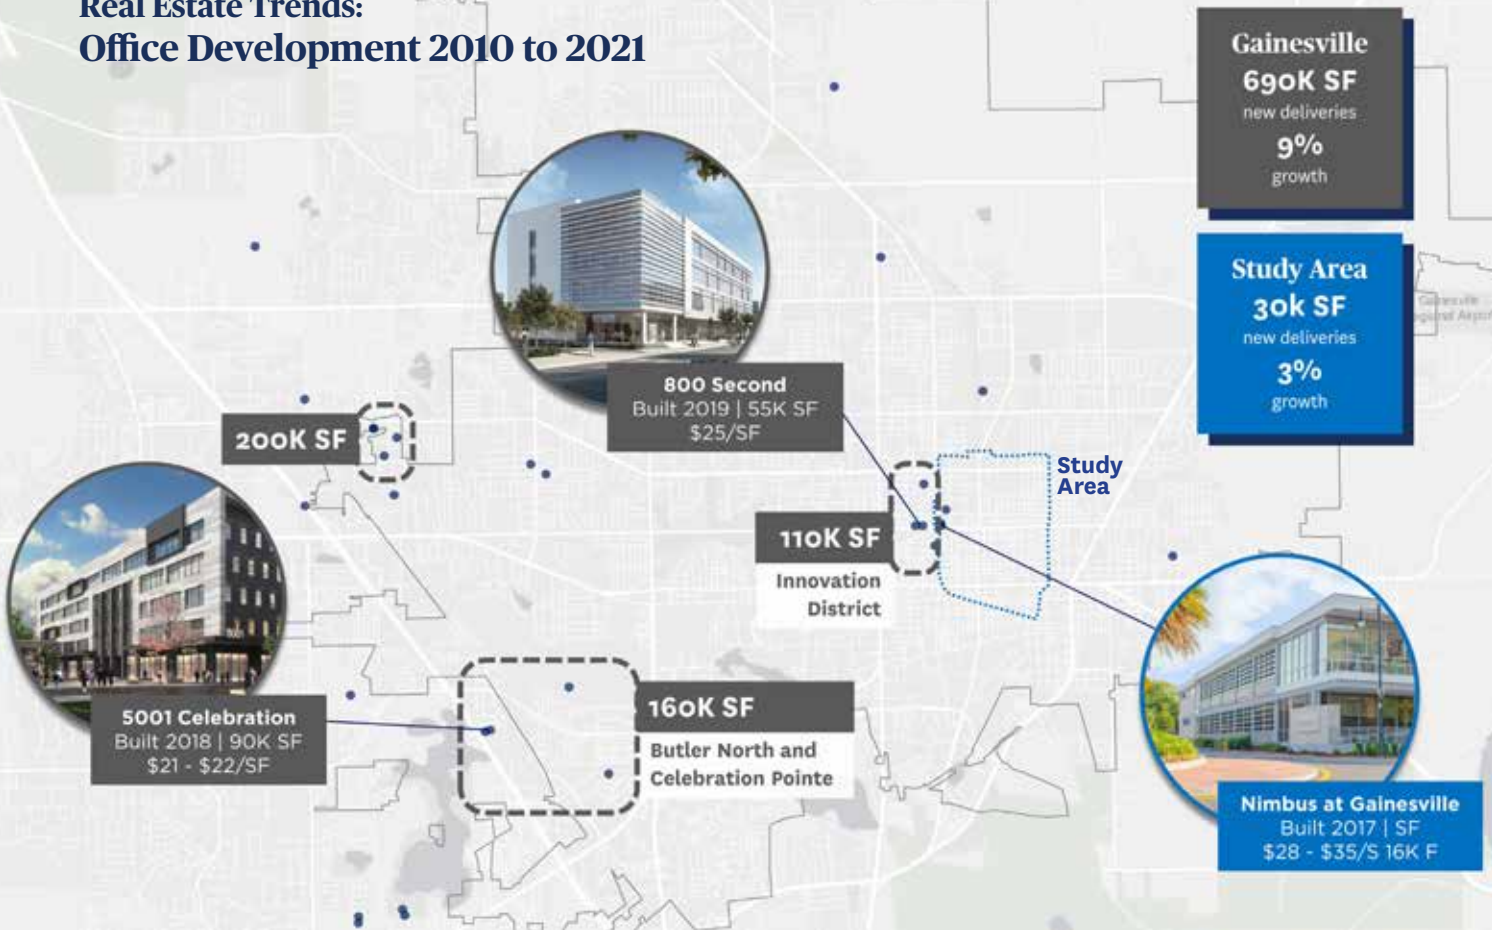 Real Estate Trends:
Office Development 2010 to 2021
Gainesville
690K SF
new deliveries
9%
growth
Study Area
30k SF
new deliveries
3%
growth
Gainesville
Regional Airport
800 Second
Built 2019 | 55K SF
$25/SF
200K SF
Study
Area
110K SF
Innovation
District
5001 Celebration
Built 2018 | 90K SF
$21 - $22/SF
160K SF
Butler North and
Celebration Pointe
Nimbus at Gainesville
Built 2017 | SF
$28 - $35/S 16K F